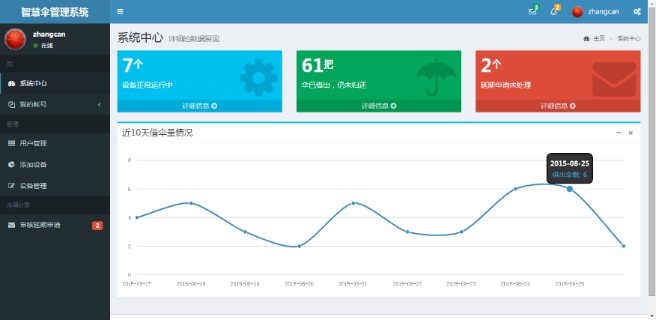 智慧伞管理系统
3
2
zhangcan
zhangcan
在线
系统中心
我的帐号
管理
用户管理
添加设备
设备管理
审核延期申请
2
系统中心 详细的数据展现
主页 > 系统中心
7个
设备正常运行中
详细信息
61把
伞已借出，仍未归还
详细信息
2个
延期申请未处理
详细信息
近10天借伞量情况
8
6
4
2
0
2015-08-25
借出伞数: 6
2015-08-17
2015-08-18
2015-08-19
2015-08-20
2015-08-21
2015-08-22
2015-08-23
2015-08-24
2015-08-25